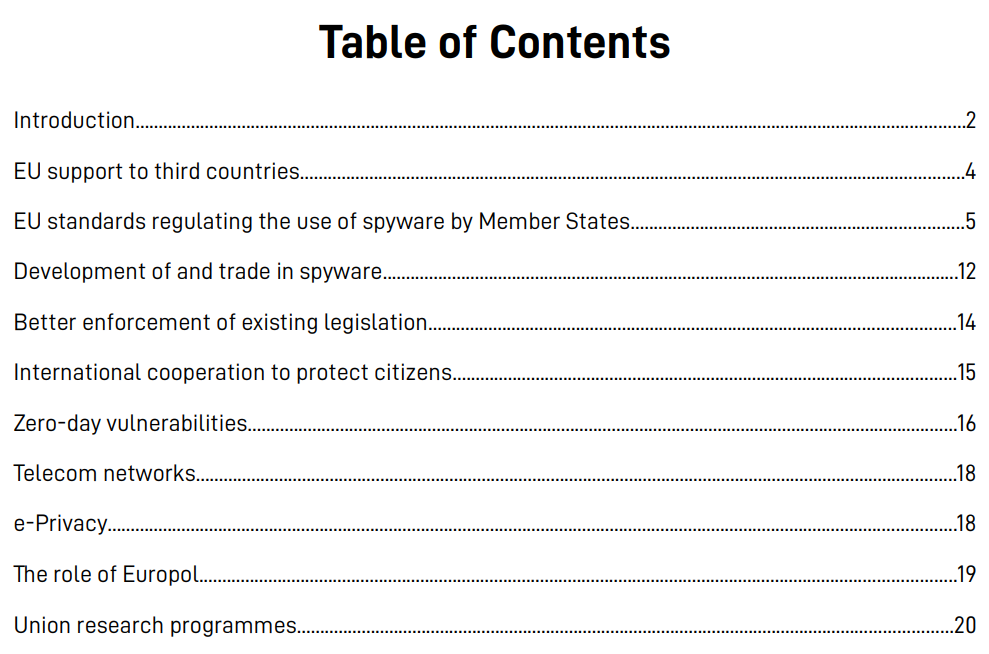 Table of Contents
Introduction....................2
EU support to third countries....................4
EU standards regulating the use of spyware by Member States....................5
Development of and trade in spyware....................12
Better enforcement of existing legislation....................14
International cooperation to protect citizens....................15
Zero-day vulnerabilities....................16
Telecom networks....................18
e-Privacy....................18
The role of Europol....................19
Union research programmes....................20